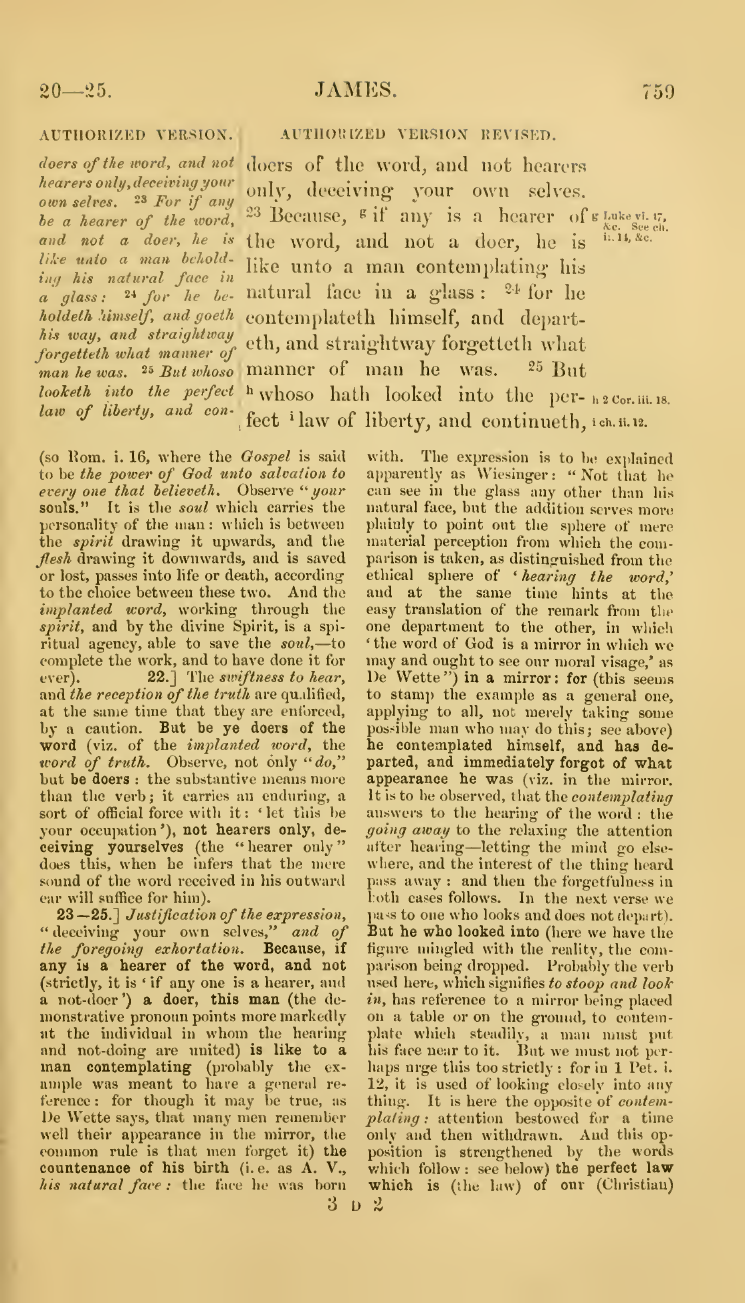 20—25.
JAMES.
759
AUTHORIZED VERSION.
doers of the word, and not
hearers only, deceiving your
own selves. 23 For if any
be a hearer of the word,
and not a doer, he is
like unto a man behold-
ing his natural face in
a glass: 24 for he be-
holdeth himself, and goeth
his way, and straightway
forgetteth what manner of
man he was. 25 But whoso
looketh into the perfect
law of liberty, and con-
AUTHORIZED VERSION REVISED.
doers of the word, and not hearers
only, deceiving your own selves.
23 Because, g if any is a hearer of
the word, and not a doer, he is
like unto a man contemplating his
natural face in a glass: 24 for he
contemplateth himself, and depart-
eth, and straightway forgetteth what
manner of man he was. 25 But
h whoso hath looked into the per-
fect i law of liberty, and continueth,
g Luke vi. 47,
&c. See ch.
i. 14, &c.
h 2 Cor. iii. 18.
i ch. ii. 12.
(so Rom. i. 16, where the Gospel is said
to be the power of God unto salvation to
every one that believeth. Observe "your
souls." It is the soul which carries the
personality of the man: which is between
the spirit drawing it upwards, and the
flesh drawing it downwards, and is saved
or lost, passes into life or death, according
to the choice between these two. And the
implanted word, working through the
spirit, and by the divine Spirit, is a spi-
ritual agency, able to save the soul,—to
complete the work, and to have done it for
ever). 22.] The swiftness to hear,
and the reception of the truth are qualified,
at the same time that they are enforced,
by a caution. But be ye doers of the
word (viz. of the implanted word, the
word of truth. Observe, not only "do,"
but be doers: the substantive means more
than the verb; it carries an enduring, a
sort of official force with it: 'let this be
your occupation'), not hearers only, de-
ceiving yourselves (the "hearer only"
does this, when he infers that the mere
sound of the word received in his outward
ear will suffice for him).
23—25.] Justification of the expression,
"deceiving your own selves," and of
the foregoing exhortation. Because, if
any is a hearer of the word, and not
(strictly, it is 'if any one is a hearer, and
a not-doer') a doer, this man (the de-
monstrative pronoun points more markedly
at the individual in whom the hearing
and not-doing are united) is like to a
man contemplating (probably the ex-
ample was meant to have a general re-
ference: for though it may be true, as
De Wette says, that many men remember
well their appearance in the mirror, the
common rule is that men forget it) the
countenance of his birth (i. e. as A. V.,
his natural face: the face he was born
with. The expression is to be explained
apparently as Wiesinger: "Not that he
can see in the glass any other than his
natural face, but the addition serves more
plainly to point out the sphere of mere
material perception from which the com-
parison is taken, as distinguished from the
ethical sphere of 'hearing the word,'
and at the same time hints at the
easy translation of the remark from the
one department to the other, in which
'the word of God is a mirror in which we
may and ought to see our moral visage,' as
De Wette") in a mirror: for (this seems
to stamp the example as a general one,
applying to all, not merely taking some
possible man who may do this; see above)
he contemplated himself, and has de-
parted, and immediately forgot of what
appearance he was (viz. in the mirror.
It is to be observed, that the contemplating
answers to the hearing of the word: the
going away to the relaxing the attention
after hearing—letting the mind go else-
where, and the interest of the thing heard
pass away: and then the forgetfulness in
both cases follows. In the next verse we
pass to one who looks and does not depart).
But he who looked into (here we have the
figure mingled with the reality, the com-
parison being dropped. Probably the verb
used here, which signifies to stoop and look
in, has reference to a mirror being placed
on a table or on the ground, to contem-
plate which steadily, a man must put
his face near to it. But we must not per-
haps urge this too strictly: for in 1 Pet. i.
12, it is used of looking closely into any
thing. It is here the opposite of contem-
plating: attention bestowed for a time
only and then withdrawn. And this op-
position is strengthened by the words
which follow: see below) the perfect law
which is (the law) of our (Christian)
3 D 2